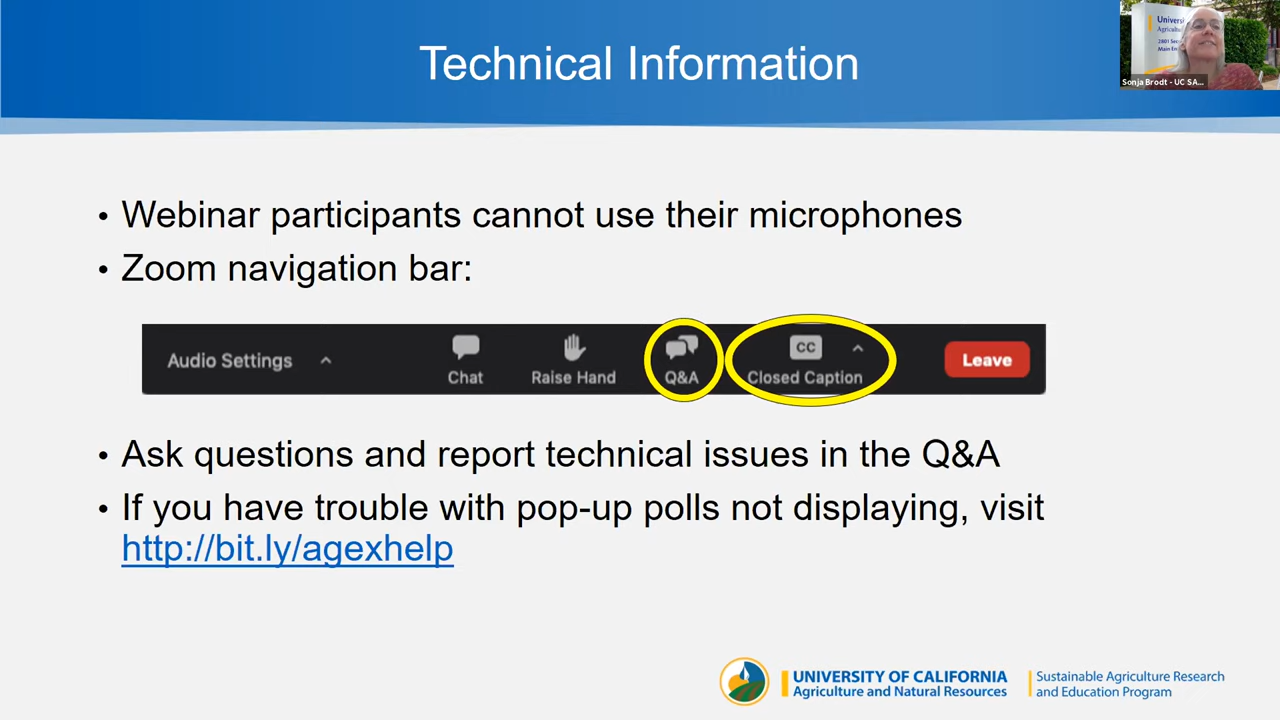 Technical Information
Sonja Brodt - UC SA...
• Webinar participants cannot use their microphones
• Zoom navigation bar:
Audio Settings
Chat
Raise Hand
Q&A
CC
Closed Caption
Leave
• Ask questions and report technical issues in the Q&A
• If you have trouble with pop-up polls not displaying, visit
http://bit.ly/agexhelp
UNIVERSITY OF CALIFORNIA
Agriculture and Natural Resources
Sustainable Agriculture Research
and Education Program